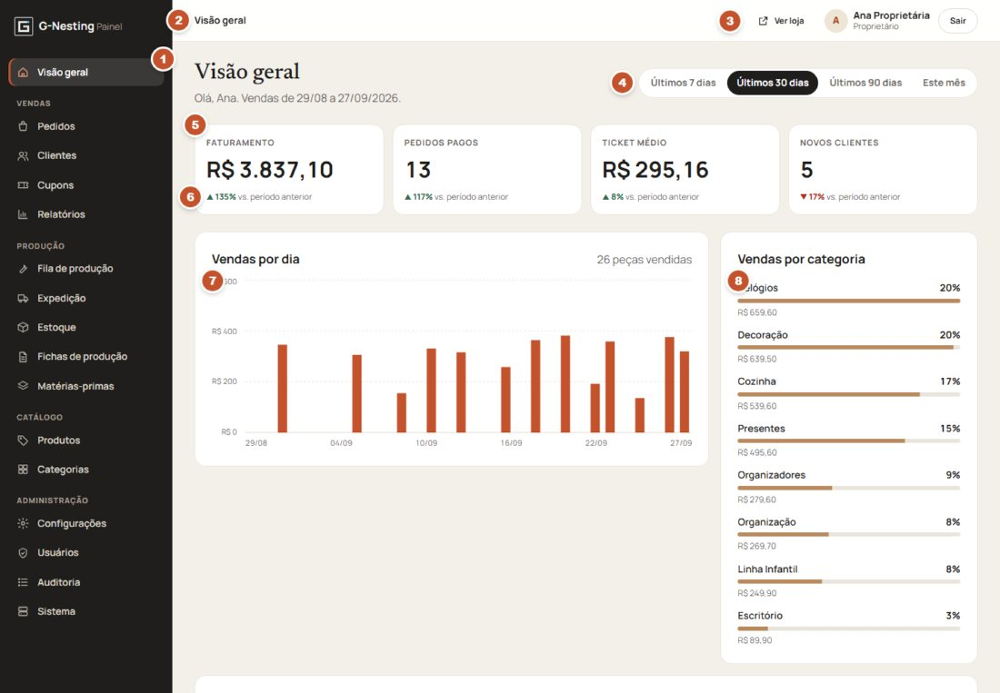 G-Nesting Painel
1
Visão geral
VENDAS
Pedidos
Clientes
Cupons
Relatórios
PRODUÇÃO
Fila de produção
Expedição
Estoque
Fichas de produção
Matérias-primas
CATÁLOGO
Produtos
Categorias
ADMINISTRAÇÃO
Configurações
Usuários
Auditoria
Sistema
2 Visão geral
3 Ver loja
A Ana Proprietária
Proprietário
Sair
Visão geral
Olá, Ana. Vendas de 29/08 a 27/09/2026.
4 Últimos 7 dias Últimos 30 dias Últimos 90 dias Este mês
5
FATURAMENTO
R$ 3.837,10
6 ▲ 135% vs. período anterior
PEDIDOS PAGOS
13
▲ 117% vs. período anterior
TICKET MÉDIO
R$ 295,16
▲ 8% vs. período anterior
NOVOS CLIENTES
5
▼ 17% vs. período anterior
Vendas por dia 26 peças vendidas
7
R$ 400
R$ 200
R$ 0
29/08 04/09 10/09 16/09 22/09 27/09
Vendas por categoria
8 elógios 20%
R$ 659,60
Decoração 20%
R$ 639,50
Cozinha 17%
R$ 539,60
Presentes 15%
R$ 495,60
Organizadores 9%
R$ 279,60
Organização 8%
R$ 269,70
Linha Infantil 8%
R$ 249,90
Escritório 3%
R$ 89,90